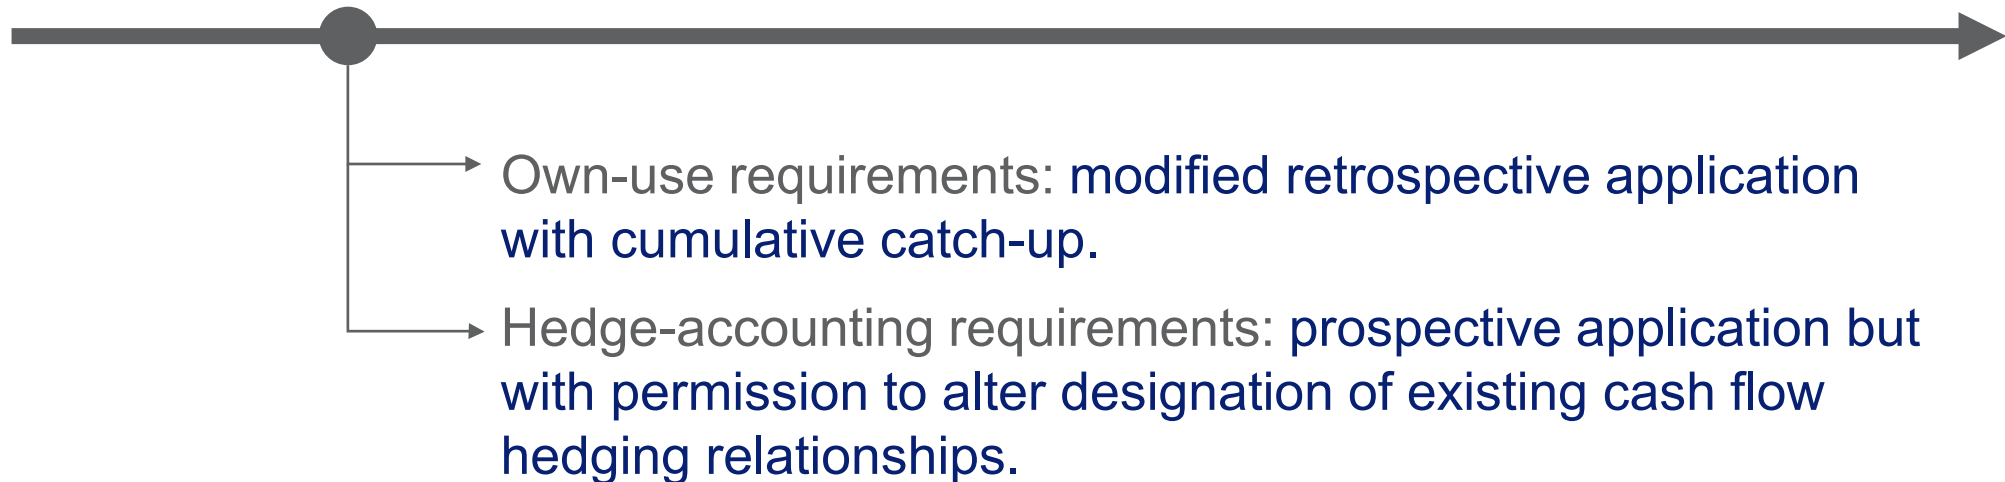 Own-use requirements: modified retrospective application
with cumulative catch-up.
Hedge-accounting requirements: prospective application but
with permission to alter designation of existing cash flow
hedging relationships.